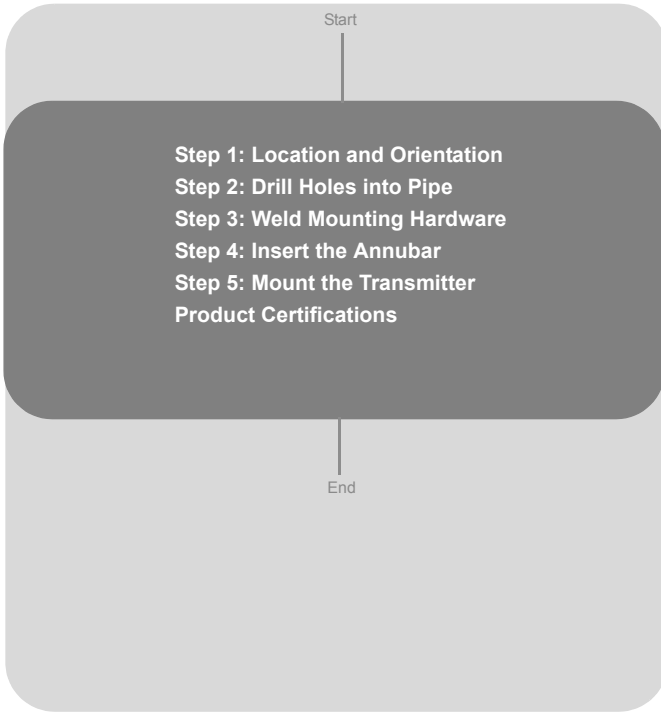 Start
Step 1: Location and Orientation
Step 2: Drill Holes into Pipe
Step 3: Weld Mounting Hardware
Step 4: Insert the Annubar
Step 5: Mount the Transmitter
Product Certifications
End